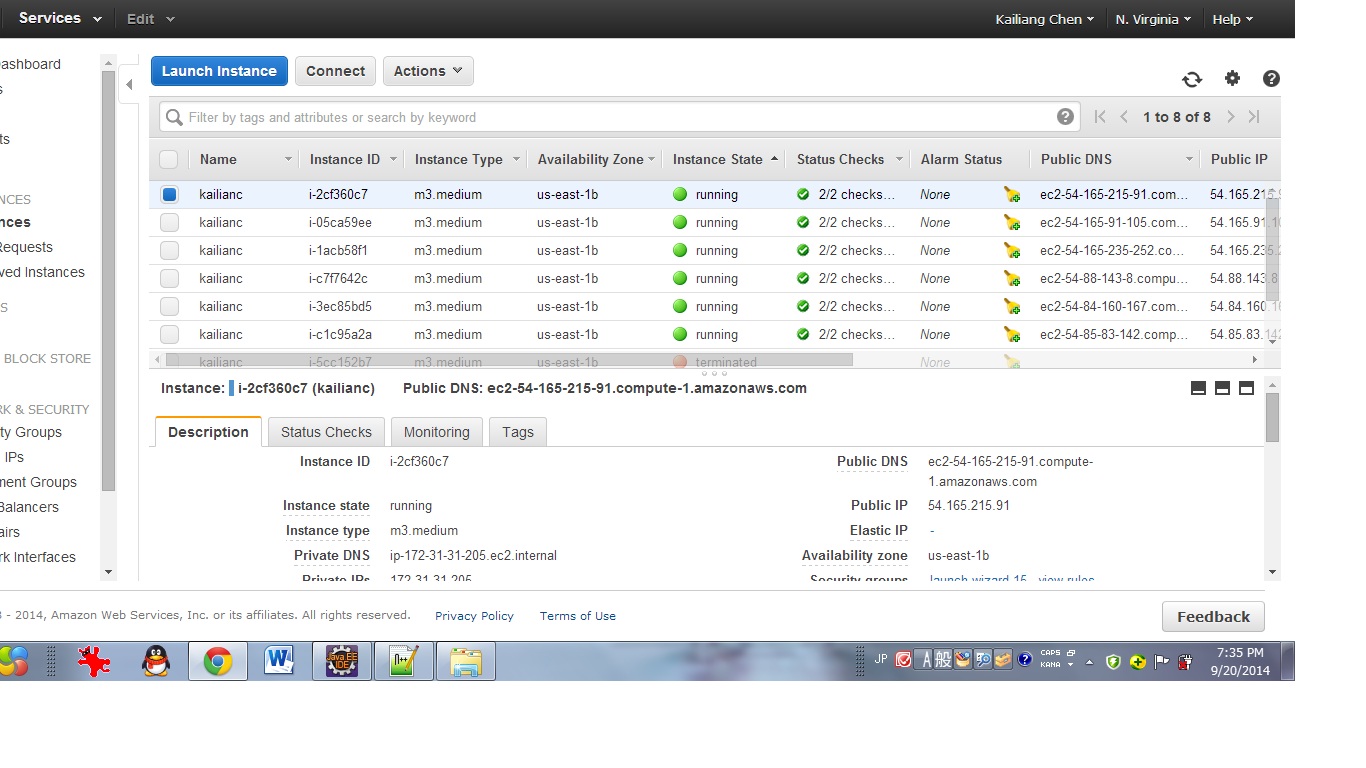 Services Edit Kailiang Chen N. Virginia Help
ashboard
s
ts
NCES
nces
Requests
ved Instances
S
BLOCK STORE
RK & SECURITY
ty Groups
IPs
ment Groups
Balancers
airs
rk Interfaces
Launch Instance Connect Actions
Filter by tags and attributes or search by keyword 1 to 8 of 8
Name Instance ID Instance Type Availability Zone Instance State Status Checks Alarm Status Public DNS Public IP
kailianc i-2cf360c7 m3.medium us-east-1b running 2/2 checks... None ec2-54-165-215-91.com... 54.165.215.9
kailianc i-05ca59ee m3.medium us-east-1b running 2/2 checks... None ec2-54-165-91-105.com... 54.165.91.10
kailianc i-1acb58f1 m3.medium us-east-1b running 2/2 checks... None ec2-54-165-235-252.co... 54.165.235.2
kailianc i-c7f7642c m3.medium us-east-1b running 2/2 checks... None ec2-54-88-143-8.compu... 54.88.143.8
kailianc i-3ec85bd5 m3.medium us-east-1b running 2/2 checks... None ec2-54-84-160-167.com... 54.84.160.16
kailianc i-c1c95a2a m3.medium us-east-1b running 2/2 checks... None ec2-54-85-83-142.comp... 54.85.83.142
kailianc i-5cc152b7 m3.medium us-east-1b terminated None
Instance: i-2cf360c7 (kailianc) Public DNS: ec2-54-165-215-91.compute-1.amazonaws.com
Description Status Checks Monitoring Tags
Instance ID i-2cf360c7 Public DNS ec2-54-165-215-91.compute-
1.amazonaws.com
Instance state running Public IP 54.165.215.91
Instance type m3.medium Elastic IP -
Private DNS ip-172-31-31-205.ec2.internal Availability zone us-east-1b
Private IPs 172.31.31.205 Security groups launch-wizard-15. view rules
- 2014, Amazon Web Services, Inc. or its affiliates. All rights reserved. Privacy Policy Terms of Use Feedback
Java EE
IDE
JP A 般 CAPS
KANA
7:35 PM
9/20/2014